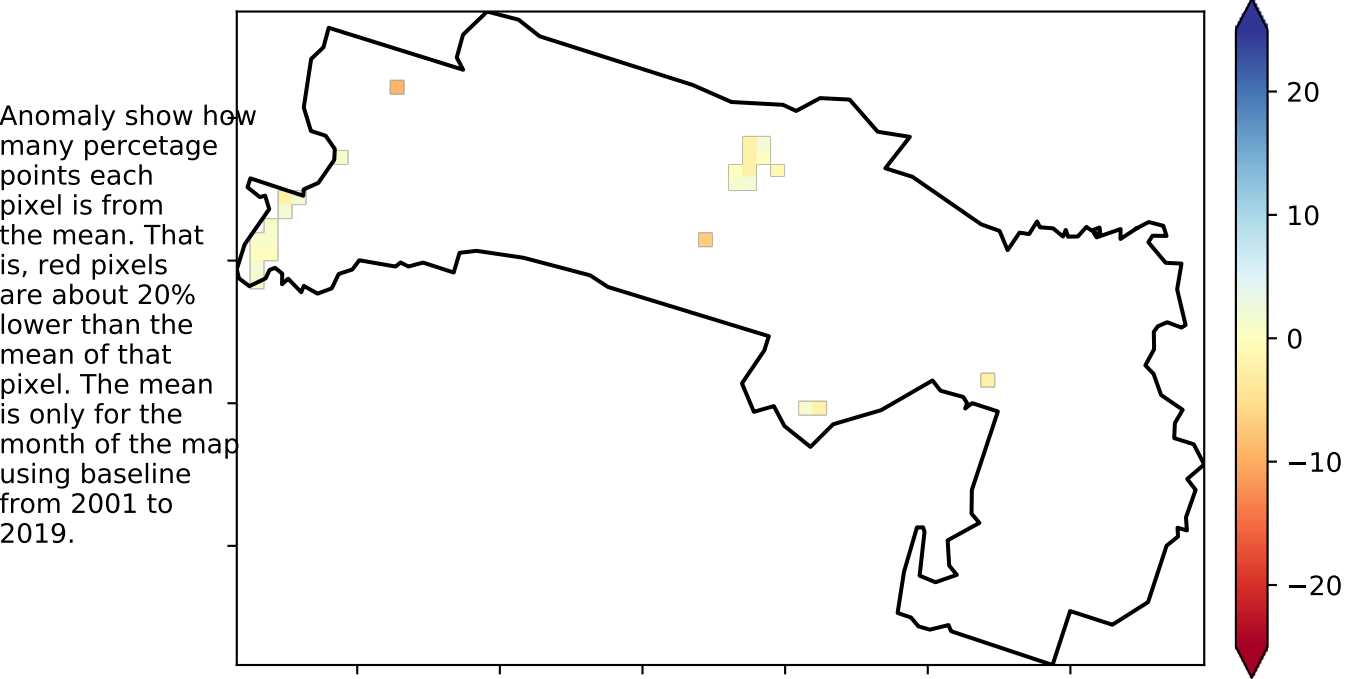 Anomaly show how
many percetage
points each
pixel is from
the mean. That
is, red pixels
are about 20%
lower than the
mean of that
pixel. The mean
is only for the
month of the map
using baseline
from 2001 to
2019.
20
10
0
−10
−20